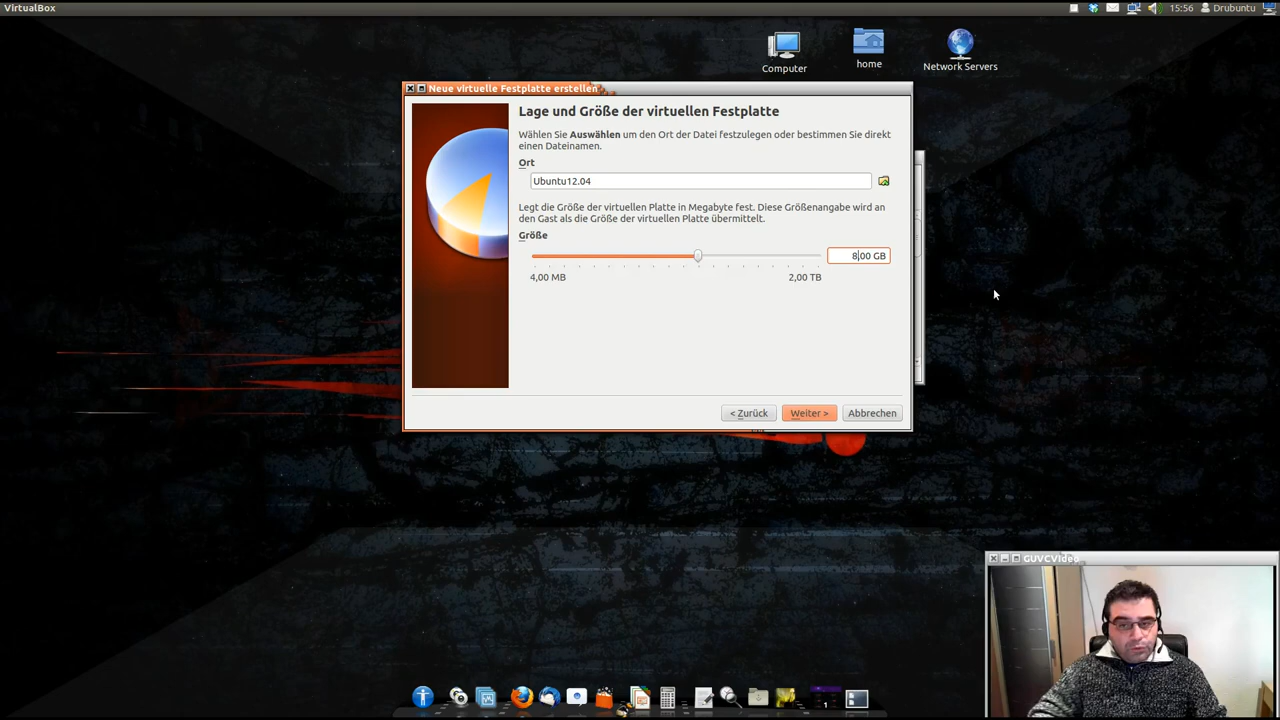 VirtualBox
15:56
Drubuntu
Computer
home
Network Servers
Neue virtuelle Festplatte erstellen
Lage und Größe der virtuellen Festplatte
Wählen Sie Auswählen um den Ort der Datei festzulegen oder bestimmen Sie direkt
einen Dateinamen.
Ort
Ubuntu12.04
Legt die Größe der virtuellen Platte in Megabyte fest. Diese Größenangabe wird an
den Gast als die Größe der virtuellen Platte übermittelt.
Größe
8,00 GB
4,00 MB
2,00 TB
< Zurück
Weiter >
Abbrechen
GUVCVideo
1